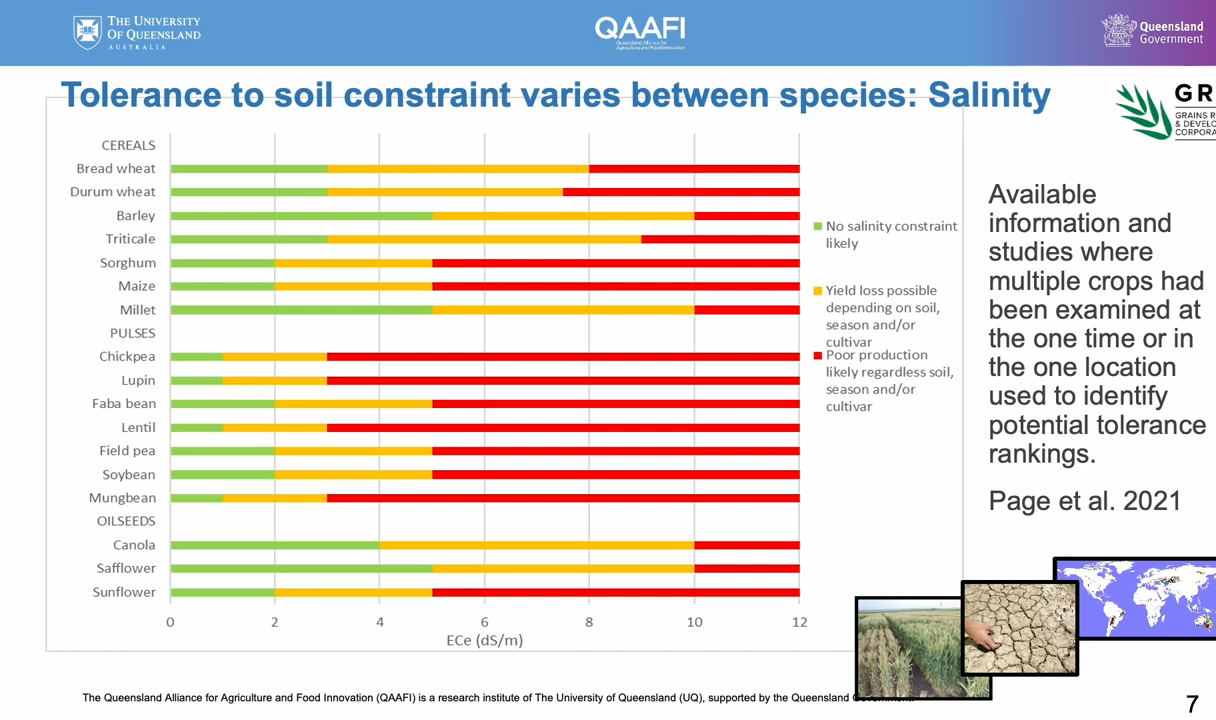 THE UNIVERSITY
OF QUEENSLAND
AUSTRALIA
QAAFI
Queensland Alliance for
Agriculture and Food Innovation
Queensland
Government
Tolerance to soil constraint varies between species: Salinity
GR
GRAINS R
& DEVELO
CORPORA
CEREALS
Bread wheat
Durum wheat
Barley
Triticale
Sorghum
Maize
Millet
PULSES
Chickpea
Lupin
Faba bean
Lentil
Field pea
Soybean
Mungbean
OILSEEDS
Canola
Safflower
Sunflower
0 2 4 6 8 10 12
ECe (dS/m)
No salinity constraint
likely
Yield loss possible
depending on soil,
season and/or
cultivar
Poor production
likely regardless soil,
season and/or
cultivar
Available
information and
studies where
multiple crops had
been examined at
the one time or in
the one location
used to identify
potential tolerance
rankings.
Page et al. 2021
The Queensland Alliance for Agriculture and Food Innovation (QAAFI) is a research institute of The University of Queensland (UQ), supported by the Queensland
7